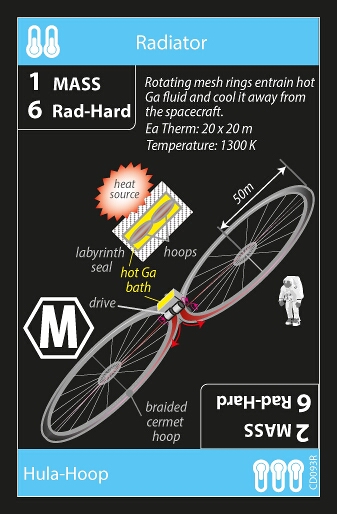 Radiator
1 MASS
6 Rad-Hard
Rotating mesh rings entrain hot
Ga fluid and cool it away from
the spacecraft.
Ea Therm: 20 x 20 m
Temperature: 1300 K
heat
source
50m
labyrinth
seal
hoops
hot Ga
bath
drive
M
braided
cermet
hoop
2 MASS
6 Rad-Hard
Hula-Hoop
CD093R